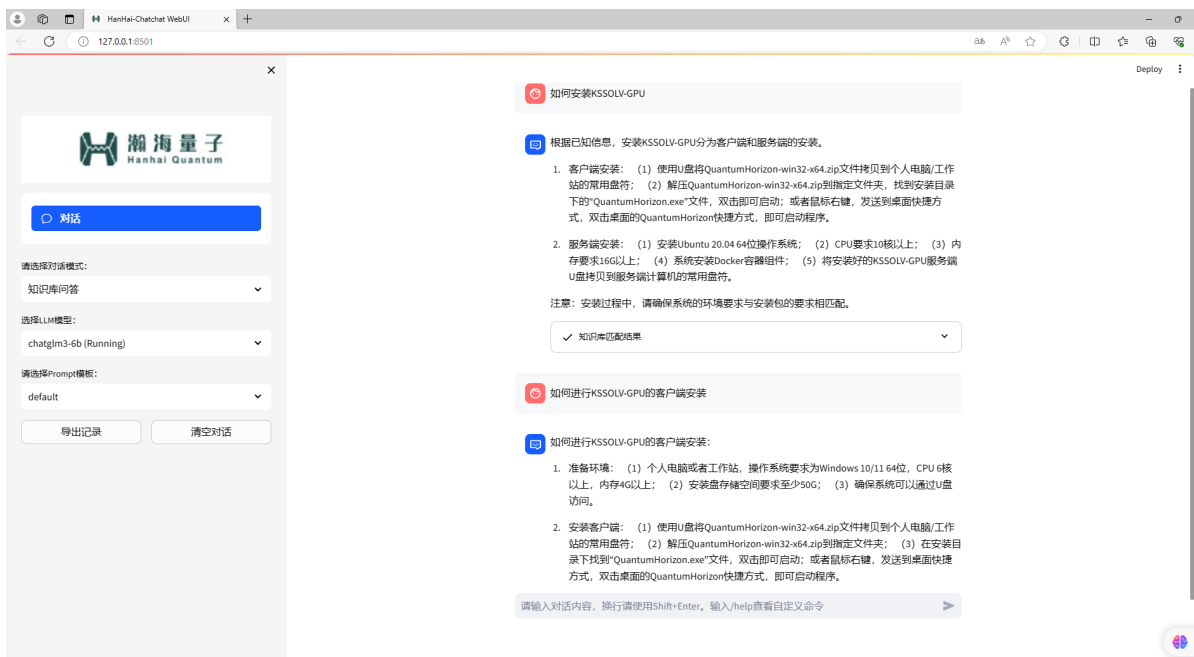 HanHai-Chatchat WebUI
127.0.0.1:8501
Deploy
瀚海量子
Hanhai Quantum
对话
请选择对话模式：
知识库问答
选择LLM模型：
chatglm3-6b (Running)
请选择Prompt模板：
default
导出记录
清空对话
如何安装KSSOLV-GPU
根据已知信息，安装KSSOLV-GPU分为客户端和服务端的安装。
1. 客户端安装： （1）使用U盘将QuantumHorizon-win32-x64.zip文件拷贝到个人电脑/工作
站的常用盘符； （2）解压QuantumHorizon-win32-x64.zip到指定文件夹，找到安装目录
下的“QuantumHorizon.exe”文件，双击即可启动；或者鼠标右键，发送到桌面快捷方
式，双击桌面的QuantumHorizon快捷方式，即可启动程序。
2. 服务端安装： （1）安装Ubuntu 20.04 64位操作系统； （2）CPU要求10核以上； （3）内
存要求16G以上； （4）系统安装Docker容器组件； （5）将安装好的KSSOLV-GPU服务端
U盘拷贝到服务端计算机的常用盘符。
注意：安装过程中，请确保系统的环境要求与安装包的要求相匹配。
知识库匹配结果
如何进行KSSOLV-GPU的客户端安装
如何进行KSSOLV-GPU的客户端安装：
1. 准备环境： （1）个人电脑或者工作站，操作系统要求为Windows 10/11 64位，CPU 6核
以上，内存4G以上； （2）安装盘存储空间要求至少50G； （3）确保系统可以通过U盘
访问。
2. 安装客户端： （1）使用U盘将QuantumHorizon-win32-x64.zip文件拷贝到个人电脑/工作
站的常用盘符； （2）解压QuantumHorizon-win32-x64.zip到指定文件夹； （3）在安装目
录下找到“QuantumHorizon.exe”文件，双击即可启动；或者鼠标右键，发送到桌面快捷
方式，双击桌面的QuantumHorizon快捷方式，即可启动程序。
请输入对话内容，换行请使用Shift+Enter。输入/help查看自定义命令